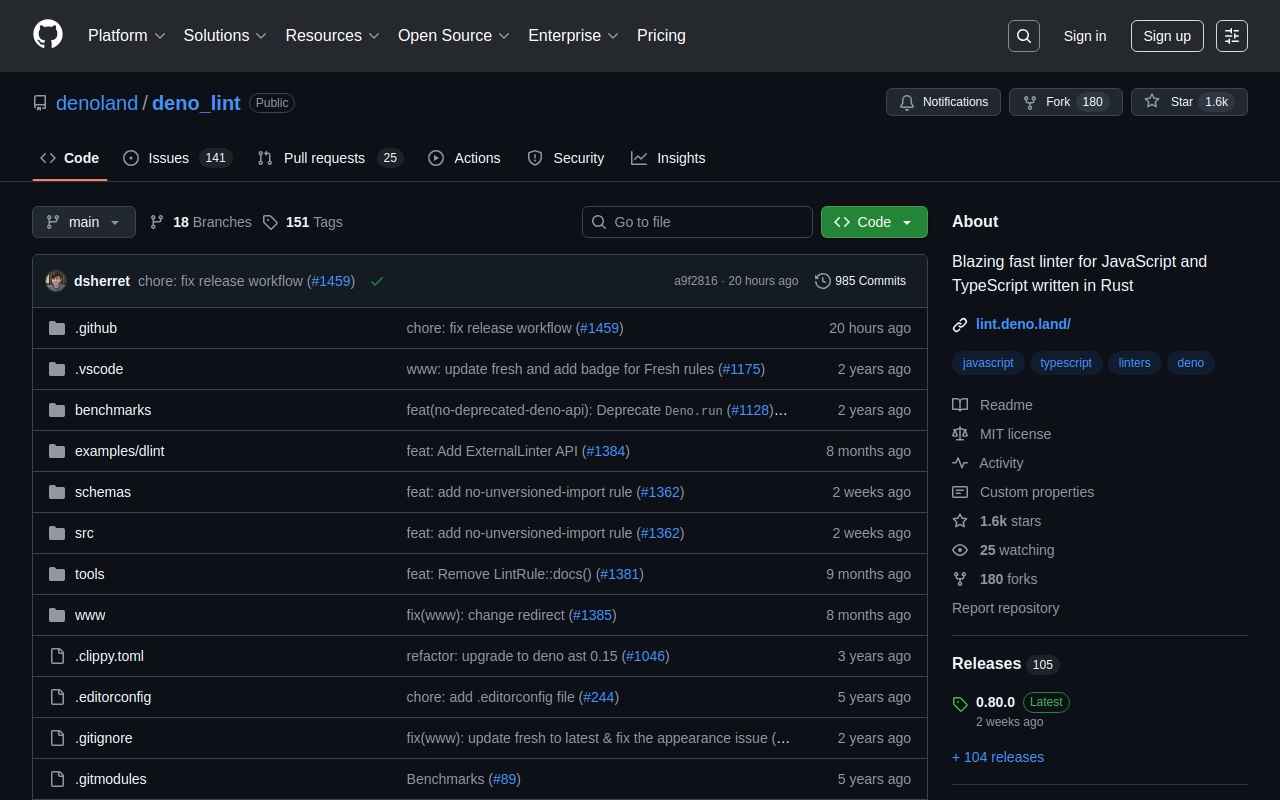 Platform Solutions Resources Open Source Enterprise Pricing Sign in Sign up
denoland / deno_lint Public Notifications Fork 180 Star 1.6k
Code Issues 141 Pull requests 25 Actions Security Insights
main 18 Branches 151 Tags Go to file Code
dsherret chore: fix release workflow (#1459) a9f2816 · 20 hours ago 985 Commits
.github chore: fix release workflow (#1459) 20 hours ago
.vscode www: update fresh and add badge for Fresh rules (#1175) 2 years ago
benchmarks feat(no-deprecated-deno-api): Deprecate Deno.run (#1128)… 2 years ago
examples/dlint feat: Add ExternalLinter API (#1384) 8 months ago
schemas feat: add no-unversioned-import rule (#1362) 2 weeks ago
src feat: add no-unversioned-import rule (#1362) 2 weeks ago
tools feat: Remove LintRule::docs() (#1381) 9 months ago
www fix(www): change redirect (#1385) 8 months ago
.clippy.toml refactor: upgrade to deno ast 0.15 (#1046) 3 years ago
.editorconfig chore: add .editorconfig file (#244) 5 years ago
.gitignore fix(www): update fresh to latest & fix the appearance issue (… 2 years ago
.gitmodules Benchmarks (#89) 5 years ago
About
Blazing fast linter for JavaScript and
TypeScript written in Rust
lint.deno.land/
javascript typescript linters deno
Readme
MIT license
Activity
Custom properties
1.6k stars
25 watching
180 forks
Report repository
Releases 105
0.80.0 Latest
2 weeks ago
+ 104 releases